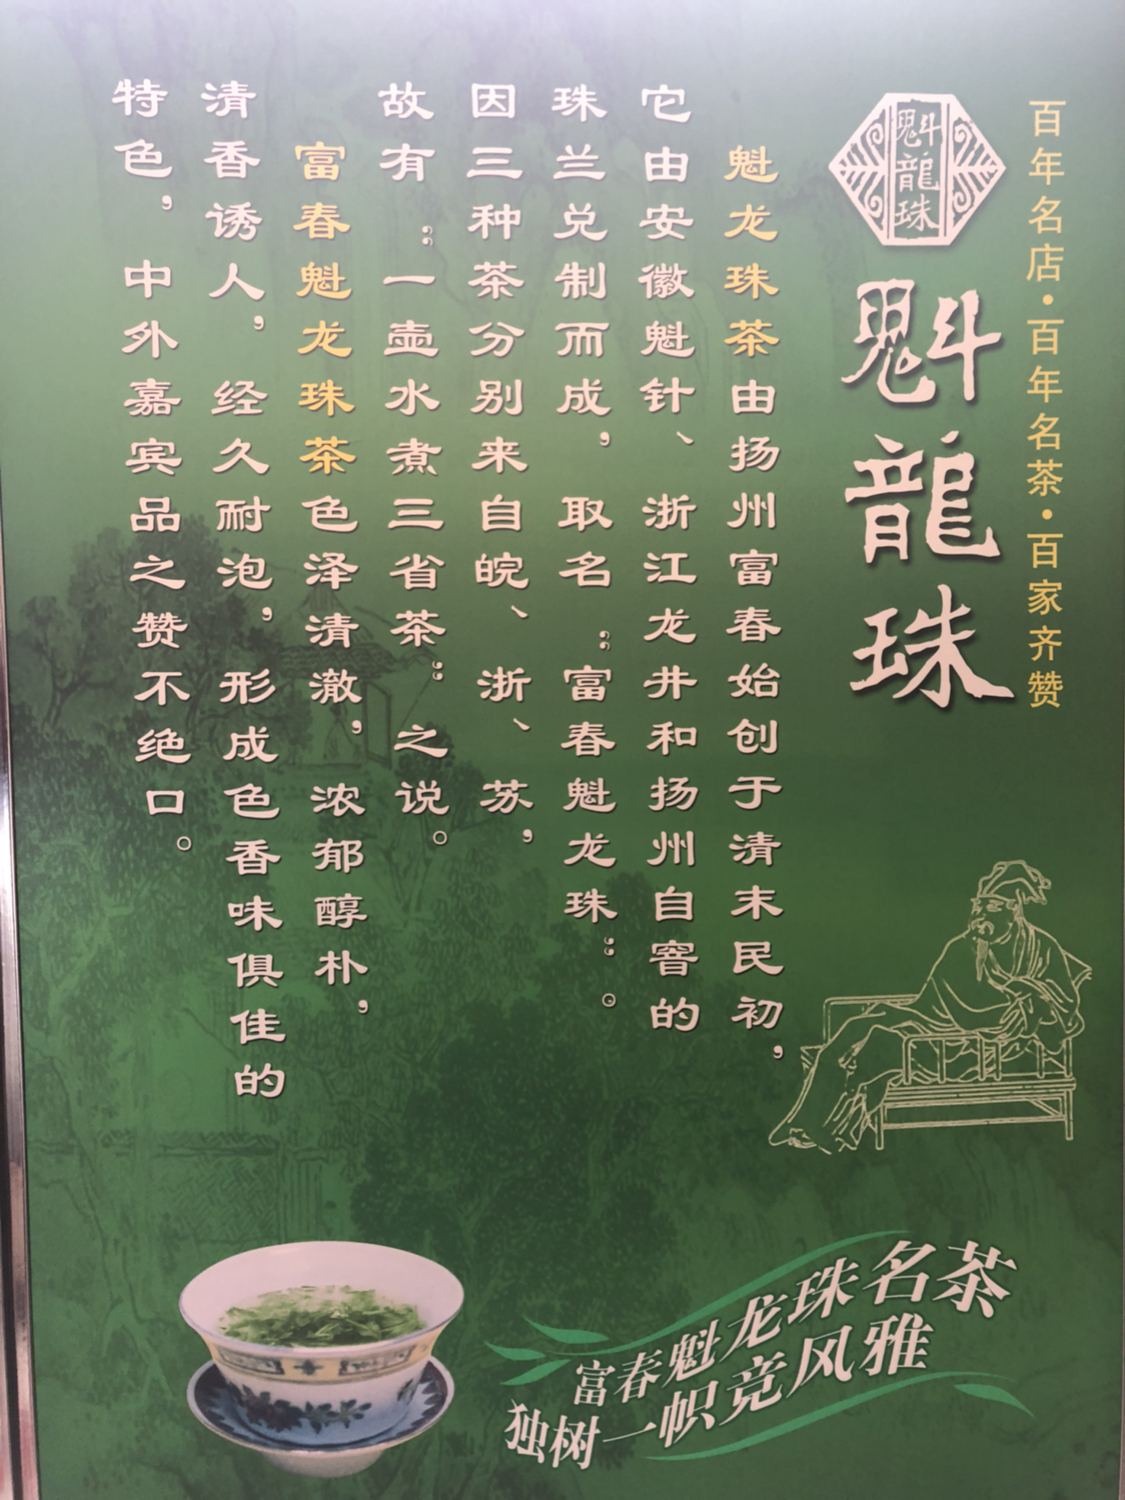 百年名店·百年名茶·百家齐赞
魁龍珠
魁龍珠
魁龙珠茶由扬州富春始创于清末民初，
它由安徽魁针、浙江龙井和扬州自窨的
珠兰兑制而成，取名“富春魁龙珠”。
因三种茶分别来自皖、浙、苏，
故有“一壶水煮三省茶”之说。
富春魁龙珠茶色泽清澈，浓郁醇朴，
清香诱人，经久耐泡，形成色香味俱佳的
特色，中外嘉宾品之赞不绝口。
富春魁龙珠名茶
独树一帜竞风雅